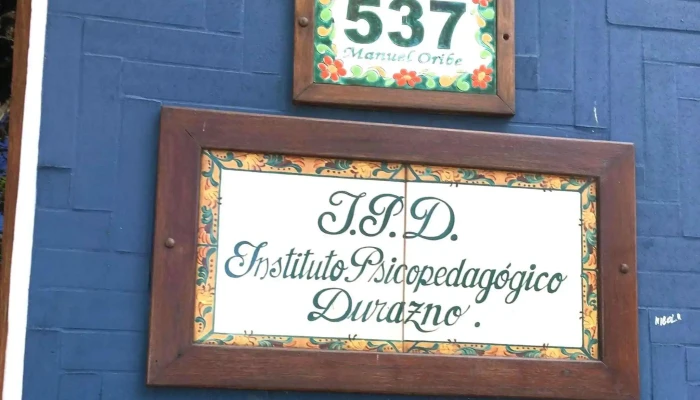 537
Manuel Oribe
I.P.D.
Instituto Psicopedagógico
Durazno.